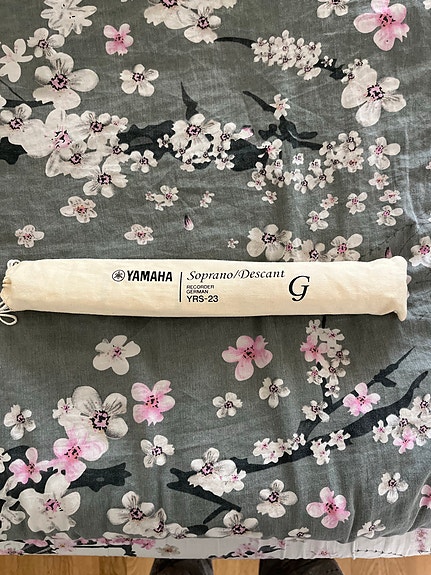 YAMAHA
Soprano/Descant
RECORDER
GERMAN
YRS-23
G